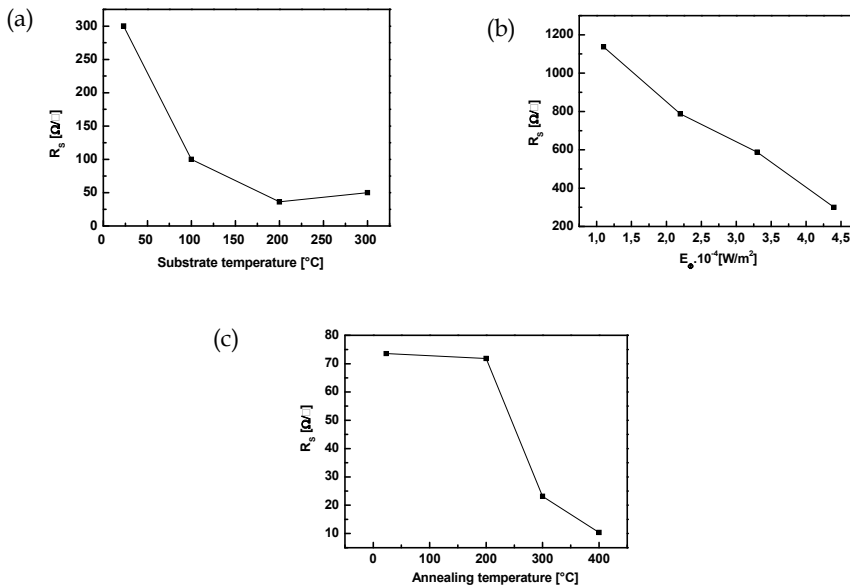 (a)
300
250
200
150
100
50
0
R_S [Ω/□]
0 50 100 150 200 250 300
Substrate temperature [°C]
(b)
1200
1000
800
600
400
200
R_S [Ω/□]
1,0 1,5 2,0 2,5 3,0 3,5 4,0 4,5
E_Φ.10⁻⁴[W/m²]
(c)
80
70
60
50
40
30
20
10
R_S [Ω/□]
0 100 200 300 400
Annealing temperature [°C]